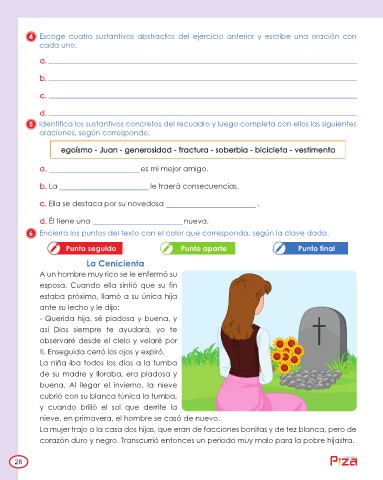 4 Escoge cuatro sustantivos abstractos del ejercicio anterior y escribe una oración con
cada uno.
a.
b.
c.
d.
5 Identifica los sustantivos concretos del recuadro y luego completa con ellos las siguientes
oraciones, según corresponda.
egoísmo - Juan - generosidad - fractura - soberbia - bicicleta - vestimenta
a. ____________________ es mi mejor amigo.
b. La ____________________ le traerá consecuencias.
c. Ella se destaca por su novedosa ____________________ .
d. Él tiene una ____________________ nueva.
6 Encierra los puntos del texto con el color que corresponda, según la clave dada.
Punto seguido Punto aparte Punto final
La Cenicienta
A un hombre muy rico se le enfermó su
esposa. Cuando ella sintió que su fin
estaba próximo, llamó a su única hija
ante su lecho y le dijo:
- Querida hija, sé piadosa y buena, y
así Dios siempre te ayudará, yo te
observaré desde el cielo y velaré por
ti. Enseguida cerró los ojos y expiró.
La niña iba todos los días a la tumba
de su madre y lloraba, era piadosa y
buena. Al llegar el invierno, la nieve
cubrió con su blanca túnica la tumba,
y cuando brilló el sol que derrite la
nieve, en primavera, el hombre se casó de nuevo.
La mujer trajo a la casa dos hijas, que eran de facciones bonitas y de tez blanca, pero de
corazón duro y negro. Transcurrió entonces un periodo muy malo para la pobre hijastra.
28
Piza